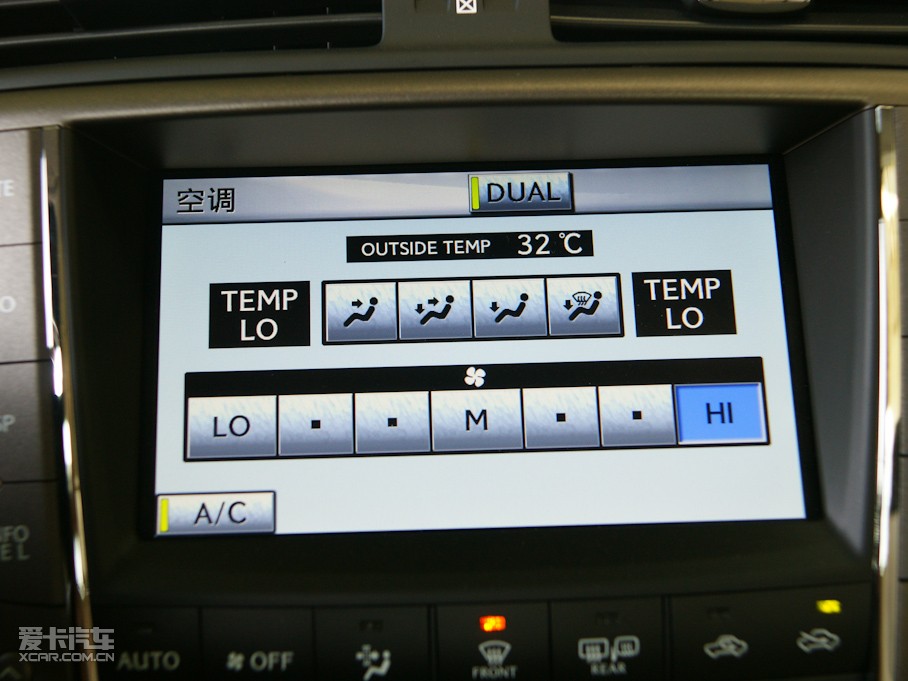 空调
DUAL
OUTSIDE TEMP 32℃
TEMP
LO
TEMP
LO
LO
M
HI
A/C
AUTO
OFF
FRONT
REAR
爱卡汽车
XCAR.COM.CN